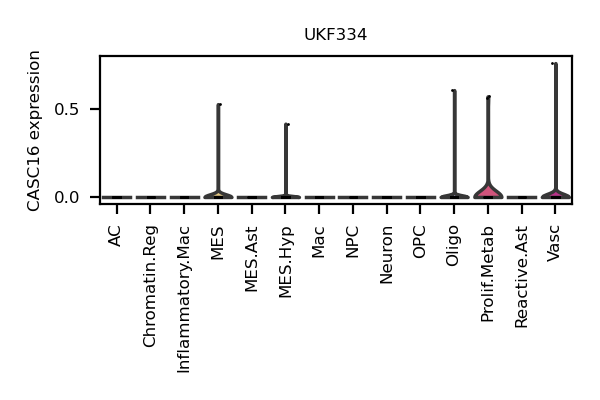 UKF334
CASC16 expression
0.5
0.0
AC
Chromatin.Reg
Inflammatory.Mac
MES
MES.Ast
MES.Hyp
Mac
NPC
Neuron
OPC
Oligo
Prolif.Metab
Reactive.Ast
Vasc